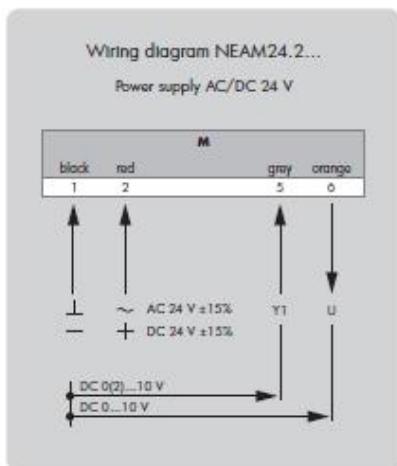 Wiring diagram NEAM24.2...
Power supply AC/DC 24 V
M
black red grey orange
1 2 5 6
⊥ ~ AC 24 V ±15% Y1 U
– + DC 24 V ±15%
DC 0(2)...10 V
DC 0...10 V